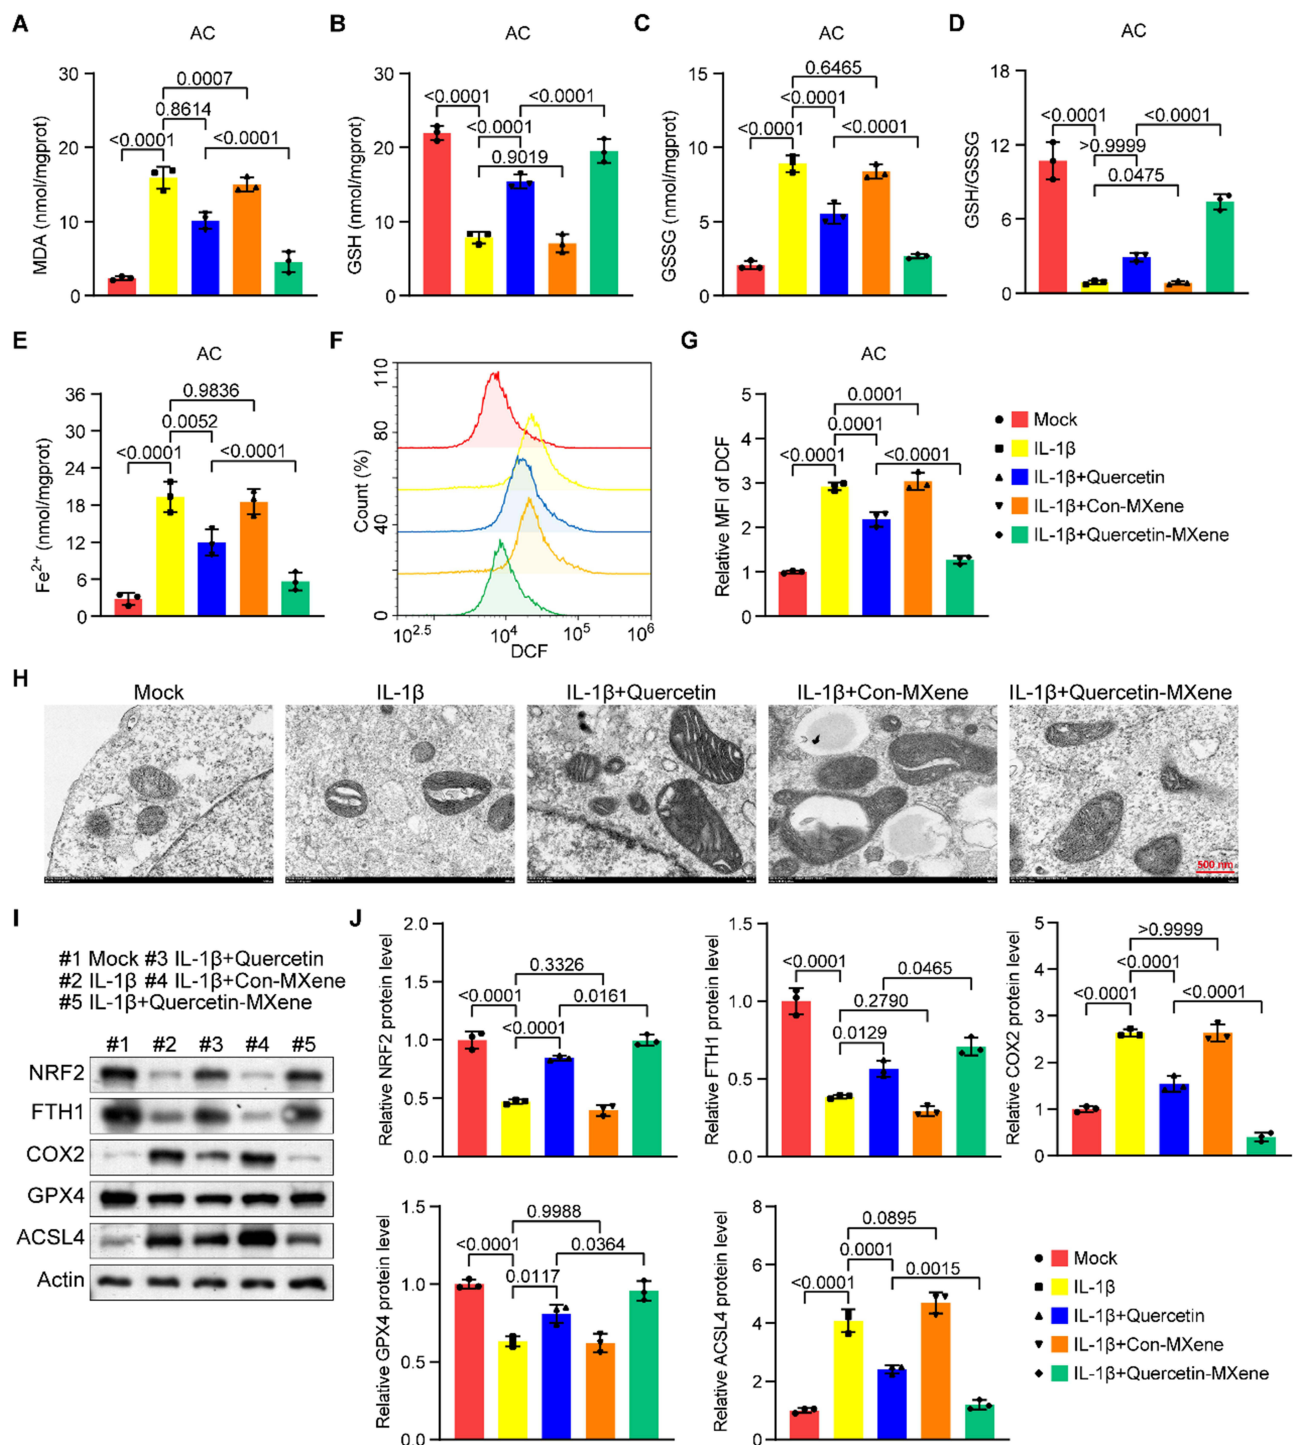 A
AC
MDA (nmol/mgprot)
30
20
10
0
<0.0001
0.8614
0.0007
<0.0001
B
AC
GSH (nmol/mgprot)
30
20
10
0
<0.0001
<0.0001
0.9019
<0.0001
C
AC
GSSG (nmol/mgprot)
15
10
5
0
<0.0001
<0.0001
0.6465
<0.0001
D
AC
GSH/GSSG
18
12
6
0
<0.0001
>0.9999
0.0475
<0.0001
E
AC
Fe²⁺ (nmol/mgprot)
36
30
24
18
12
6
0
<0.0001
0.0052
0.9836
<0.0001
F
Count (%)
110
80
40
0
10^2.5
10^4
10^5
10^6
DCF
G
AC
Relative MFI of DCF
5
4
3
2
1
0
<0.0001
0.0001
0.0001
<0.0001
Mock
IL-1β
IL-1β+Quercetin
IL-1β+Con-MXene
IL-1β+Quercetin-MXene
H
Mock
IL-1β
IL-1β+Quercetin
IL-1β+Con-MXene
IL-1β+Quercetin-MXene
500 nm
I
#1 Mock #3 IL-1β+Quercetin
#2 IL-1β #4 IL-1β+Con-MXene
#5 IL-1β+Quercetin-MXene
#1 #2 #3 #4 #5
NRF2
FTH1
COX2
GPX4
ACSL4
Actin
J
Relative NRF2 protein level
2.0
1.5
1.0
0.5
0.0
<0.0001
<0.0001
0.3326
0.0161
Relative FTH1 protein level
1.5
1.0
0.5
0.0
<0.0001
0.0129
0.2790
0.0465
Relative COX2 protein level
5
4
3
2
1
0
<0.0001
<0.0001
>0.9999
<0.0001
Relative GPX4 protein level
1.5
1.0
0.5
0.0
<0.0001
0.0117
0.9988
0.0364
Relative ACSL4 protein level
8
6
4
2
0
<0.0001
0.0001
0.0895
0.0015
Mock
IL-1β
IL-1β+Quercetin
IL-1β+Con-MXene
IL-1β+Quercetin-MXene